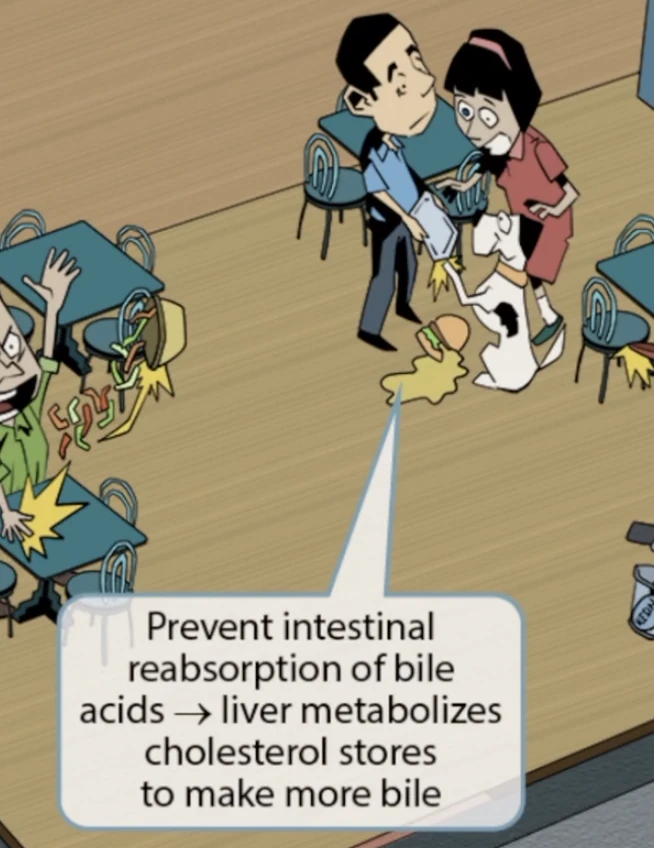 Prevent intestinal
reabsorption of bile
acids → liver metabolizes
cholesterol stores
to make more bile